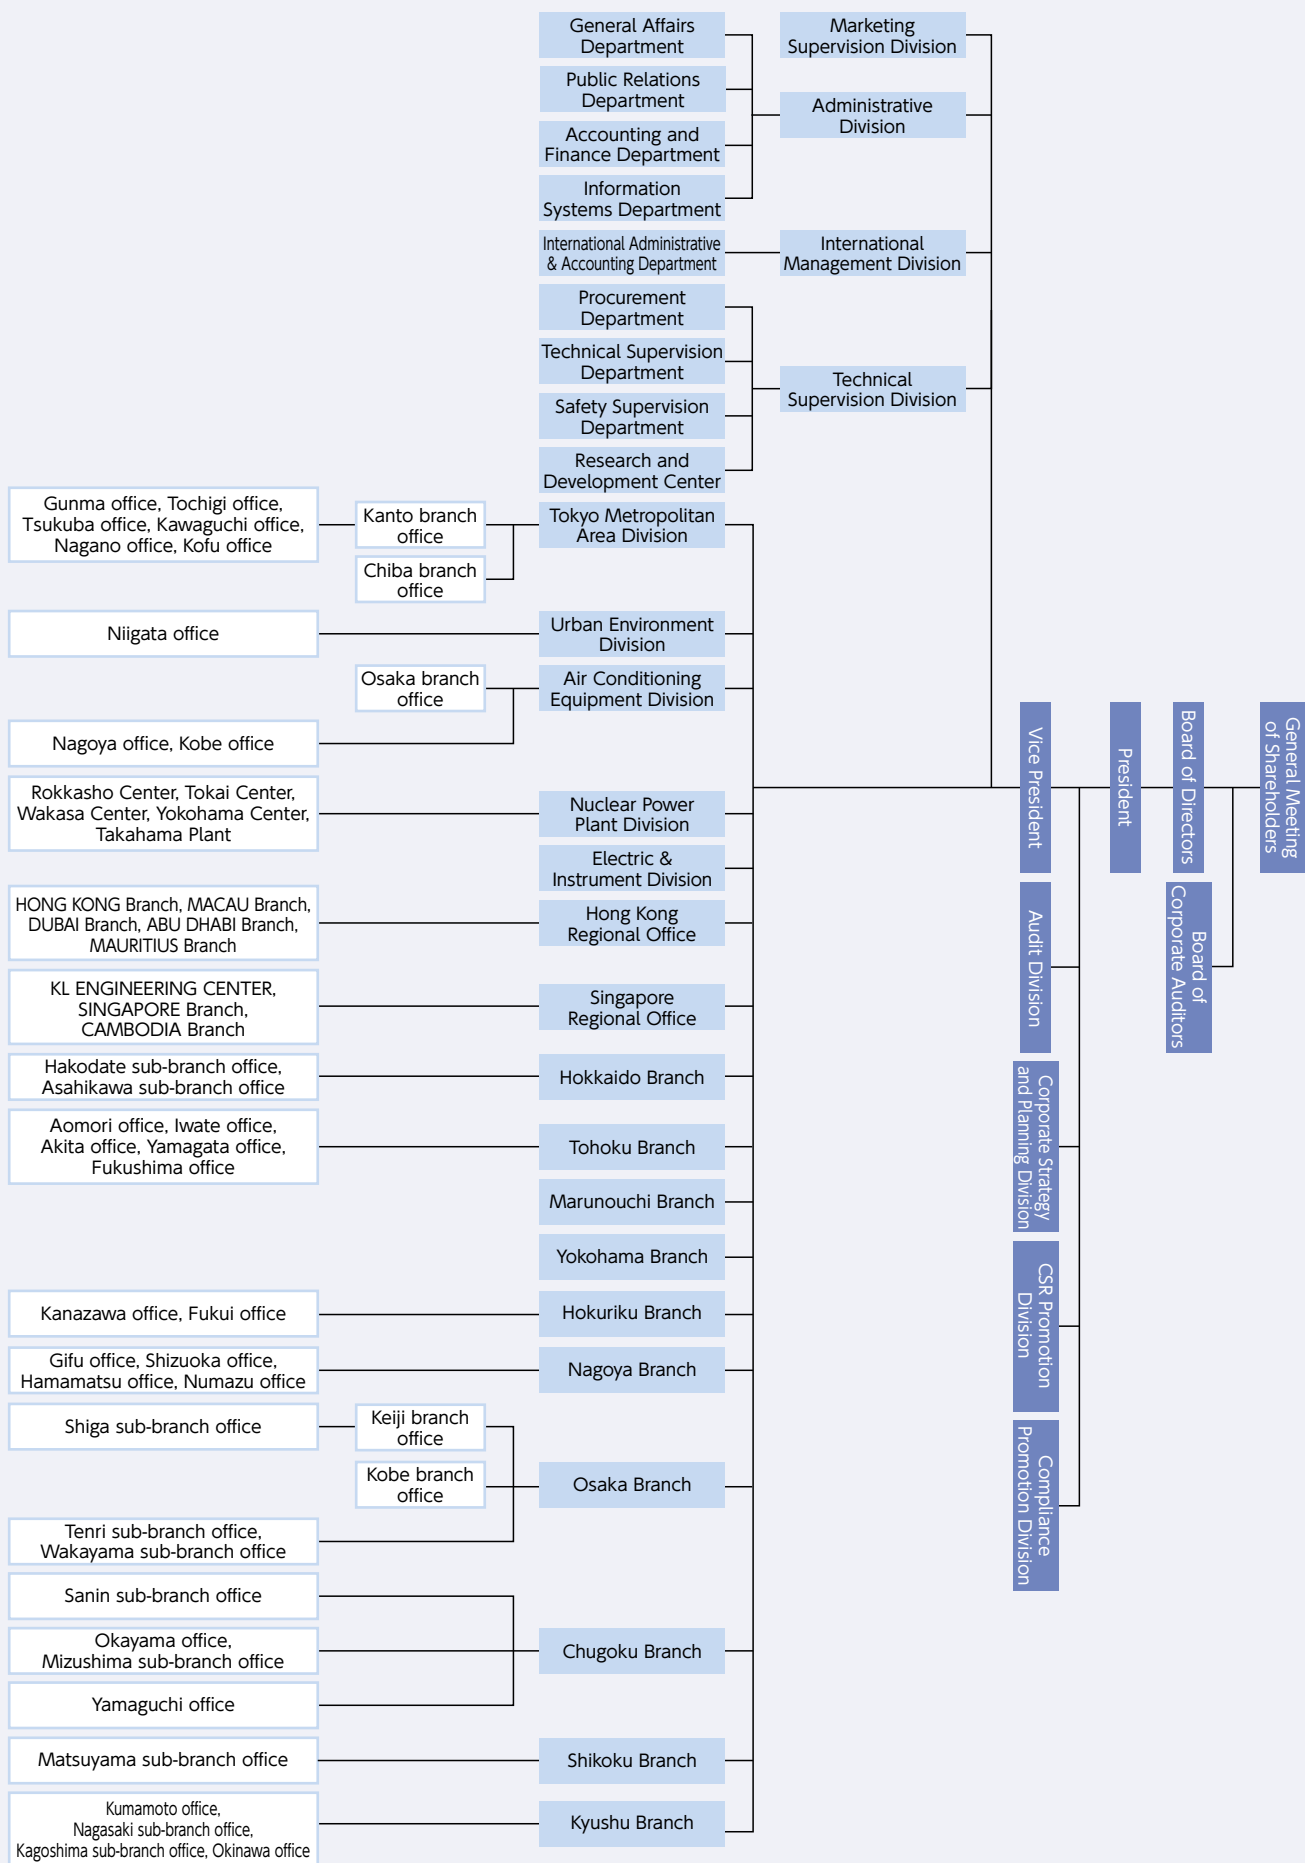 General Affairs
Department
Marketing
Supervision Division
Public Relations
Department
Administrative
Division
Accounting and
Finance Department
Information
Systems Department
International Administrative
& Accounting Department
International
Management Division
Procurement
Department
Technical Supervision
Department
Technical
Supervision Division
Safety Supervision
Department
Research and
Development Center
Gunma office, Tochigi office,
Tsukuba office, Kawaguchi office,
Nagano office, Kofu office
Kanto branch
office
Tokyo Metropolitan
Area Division
Chiba branch
office
Niigata office
Urban Environment
Division
Osaka branch
office
Air Conditioning
Equipment Division
Nagoya office, Kobe office
Rokkasho Center, Tokai Center,
Wakasa Center, Yokohama Center,
Takahama Plant
Nuclear Power
Plant Division
Electric &
Instrument Division
HONG KONG Branch, MACAU Branch,
DUBAI Branch, ABU DHABI Branch,
MAURITIUS Branch
Hong Kong
Regional Office
KL ENGINEERING CENTER,
SINGAPORE Branch,
CAMBODIA Branch
Singapore
Regional Office
Hakodate sub-branch office,
Asahikawa sub-branch office
Hokkaido Branch
Aomori office, Iwate office,
Akita office, Yamagata office,
Fukushima office
Tohoku Branch
Marunouchi Branch
Yokohama Branch
Kanazawa office, Fukui office
Hokuriku Branch
Gifu office, Shizuoka office,
Hamamatsu office, Numazu office
Nagoya Branch
Shiga sub-branch office
Keiji branch
office
Kobe branch
office
Osaka Branch
Tenri sub-branch office,
Wakayama sub-branch office
Sanin sub-branch office
Okayama office,
Mizushima sub-branch office
Chugoku Branch
Yamaguchi office
Matsuyama sub-branch office
Shikoku Branch
Kumamoto office,
Nagasaki sub-branch office,
Kagoshima sub-branch office, Okinawa office
Kyushu Branch
General Meeting
of Shareholders
Board of Directors
Board of
Corporate Auditors
President
Vice President
Audit Division
Corporate Strategy
and Planning Division
CSR Promotion
Division
Compliance
Promotion Division